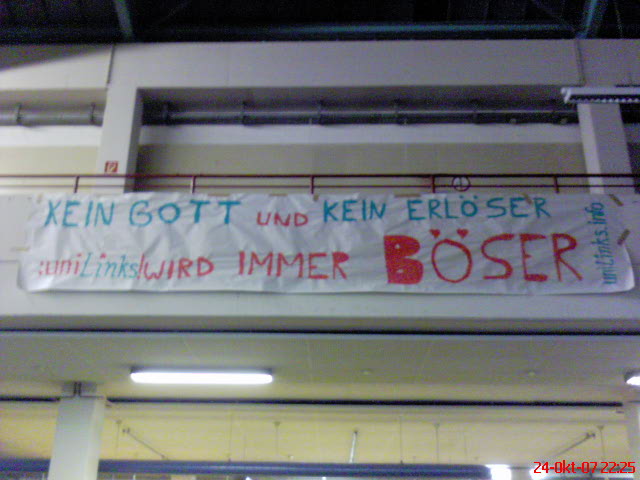 KEIN GOTT UND KEIN ERLÖSER
:uniLinks! WIRD IMMER BÖSER
unilinks.info
24-Okt-07 22:25